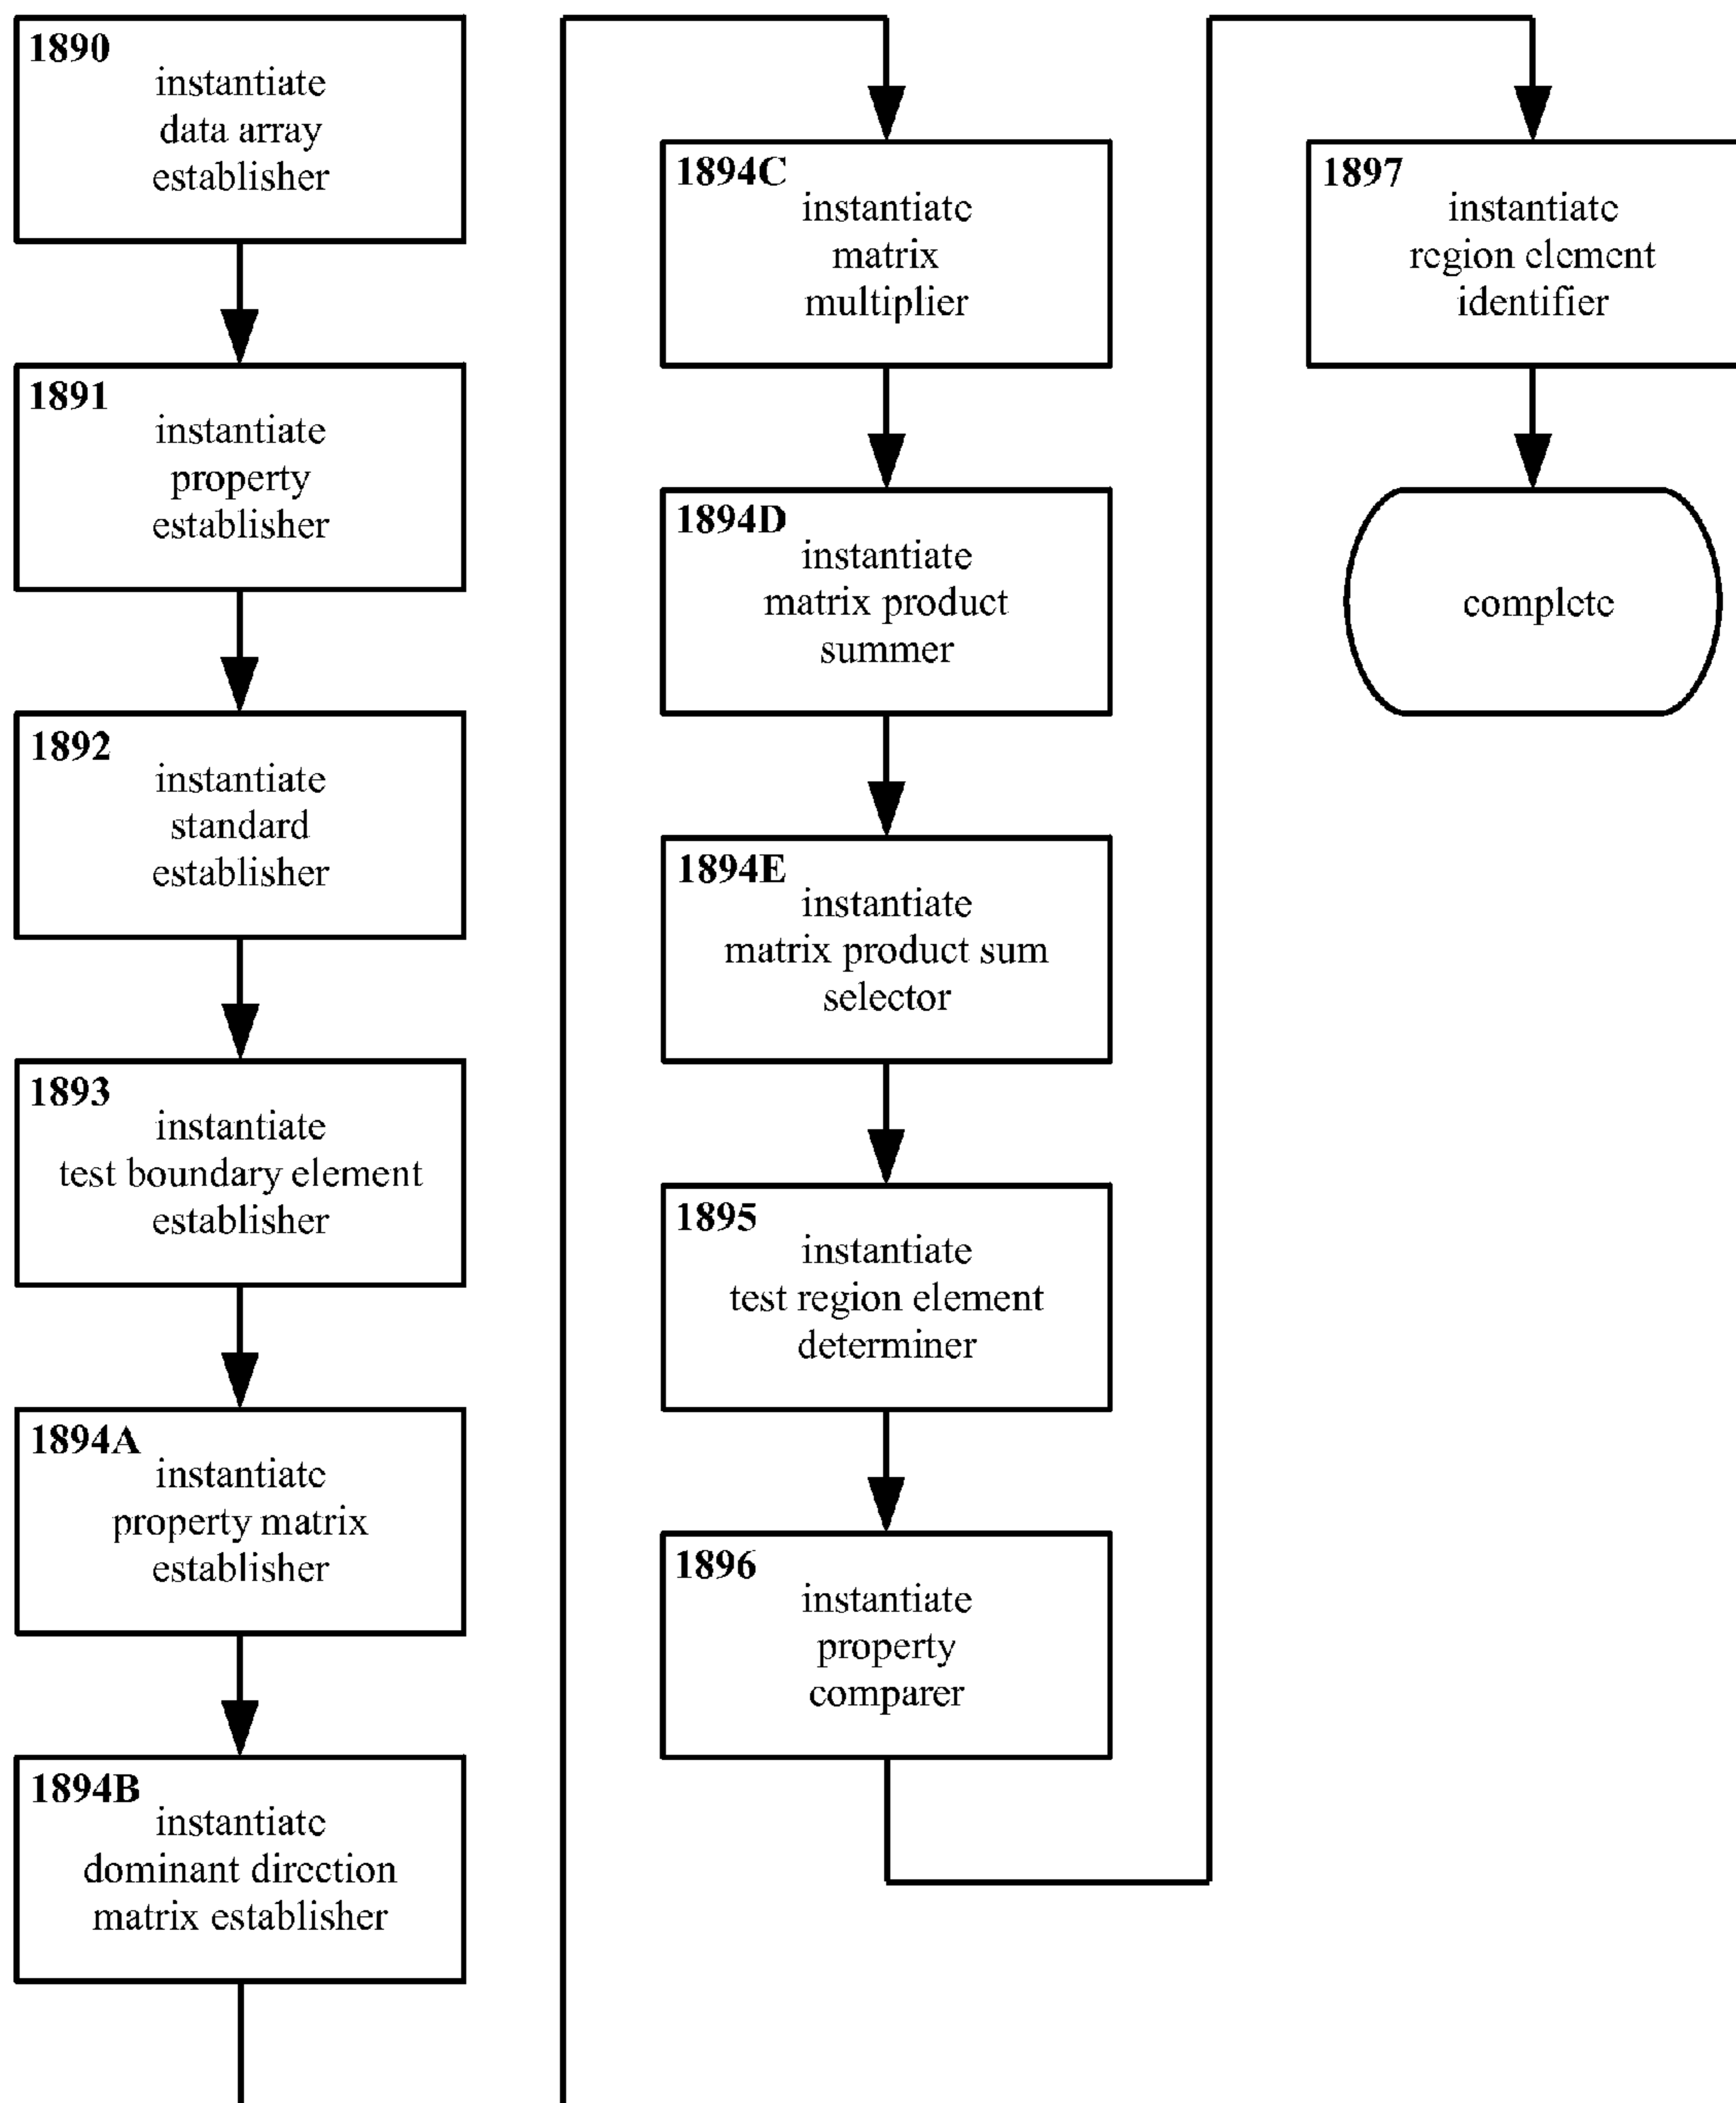 1890
instantiate
data array
establisher
1891
instantiate
property
establisher
1892
instantiate
standard
establisher
1893
instantiate
test boundary element
establisher
1894A
instantiate
property matrix
establisher
1894B
instantiate
dominant direction
matrix establisher
1894C
instantiate
matrix
multiplier
1894D
instantiate
matrix product
summer
1894E
instantiate
matrix product sum
selector
1895
instantiate
test region element
determiner
1896
instantiate
property
comparer
1897
instantiate
region element
identifier
complete